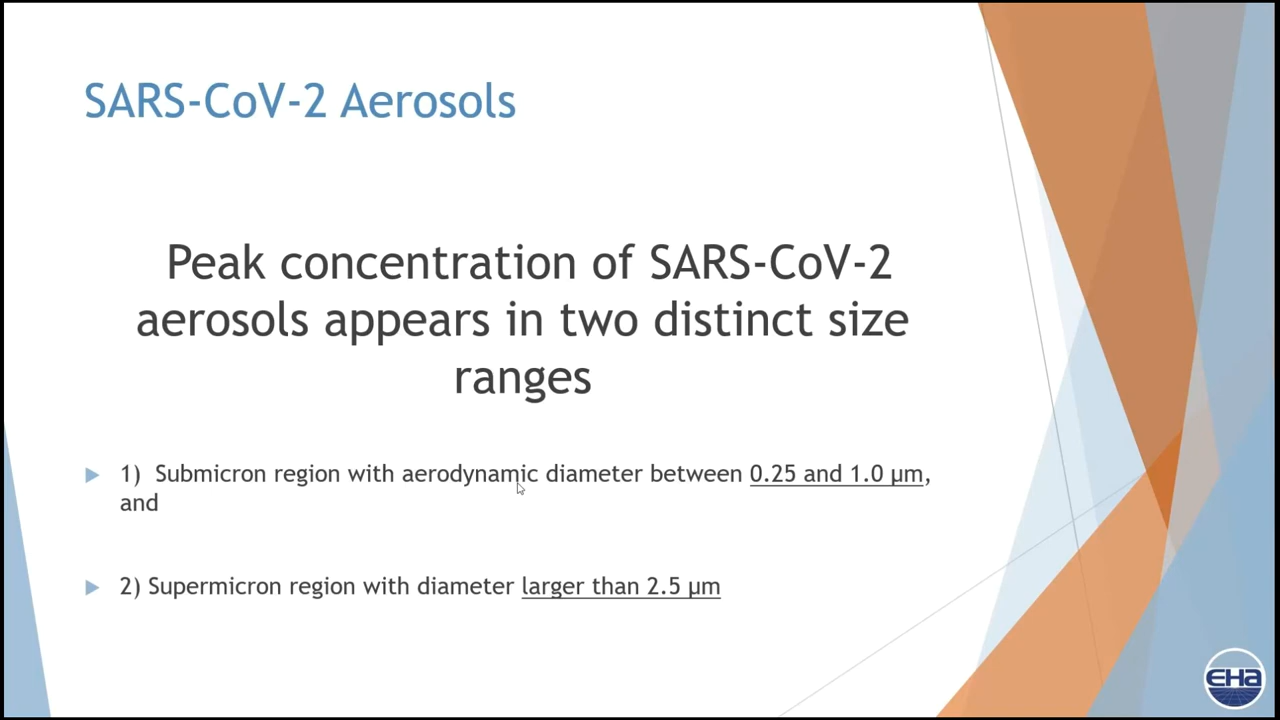 SARS-CoV-2 Aerosols
Peak concentration of SARS-CoV-2
aerosols appears in two distinct size
ranges
1) Submicron region with aerodynamic diameter between 0.25 and 1.0 µm,
and
2) Supermicron region with diameter larger than 2.5 µm
EHa